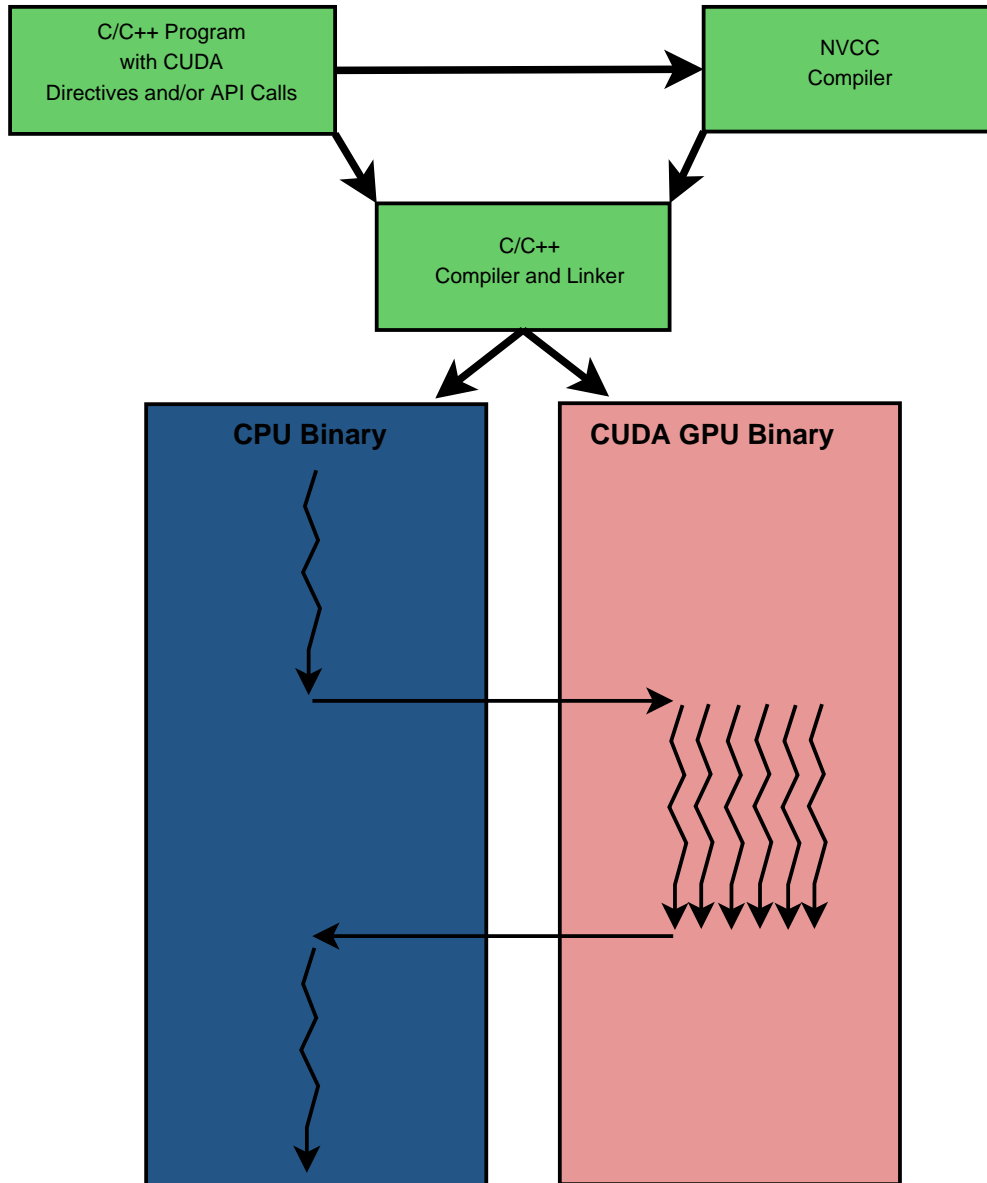 C/C++ Program
with CUDA
Directives and/or API Calls
NVCC
Compiler
C/C++
Compiler and Linker
CPU Binary
CUDA GPU Binary